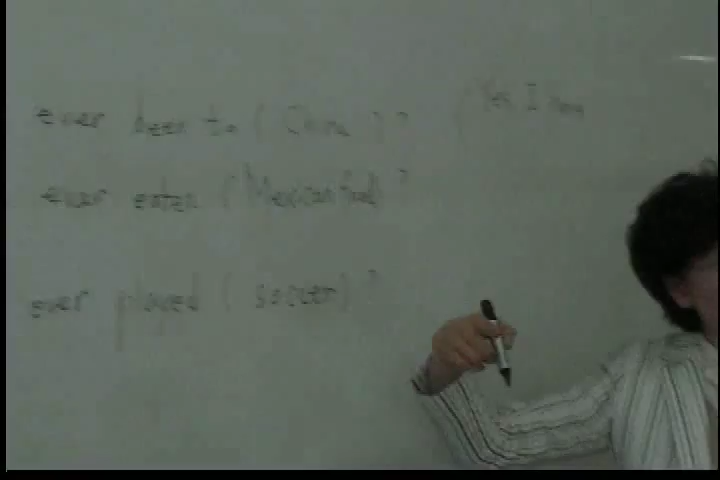 ever been to ( China ) ? ( Yes I have
ever eaten ( Mexican food ) ?
ever played ( soccer ) ?